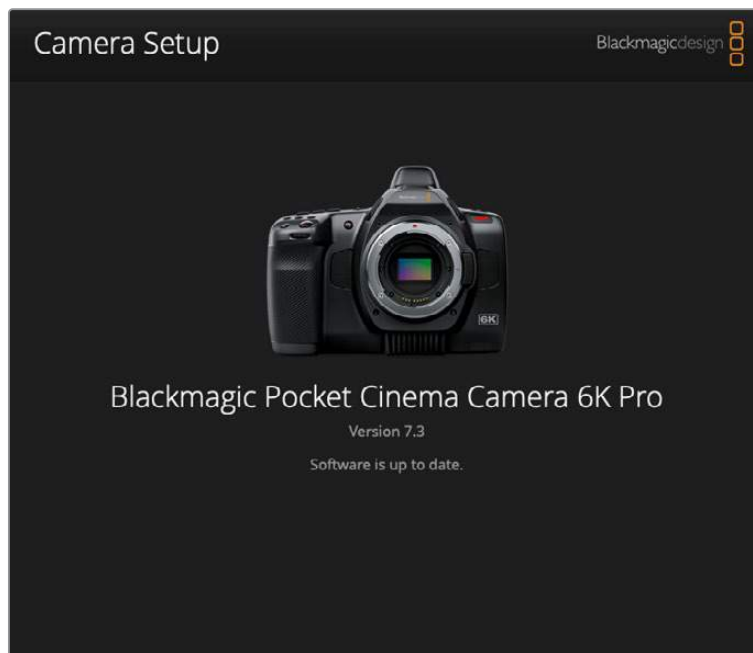 Camera Setup
Blackmagicdesign
6K
Blackmagic Pocket Cinema Camera 6K Pro
Version 7.3
Software is up to date.